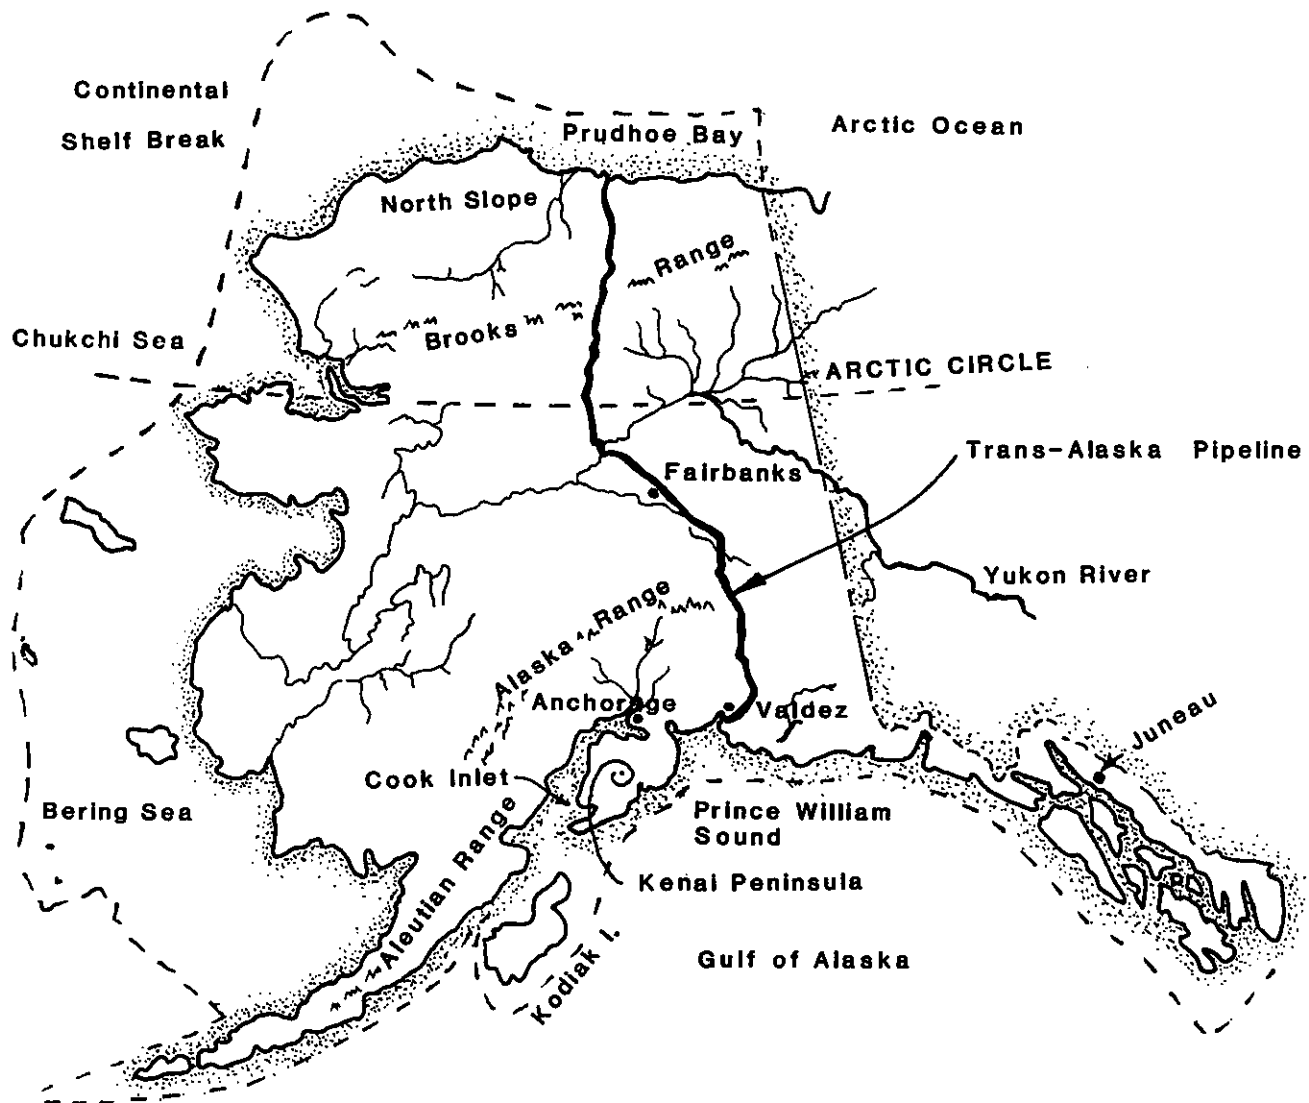 Continental
Shelf Break
Prudhoe Bay
Arctic Ocean
North Slope
Range
Brooks
Chukchi Sea
ARCTIC CIRCLE
Trans-Alaska Pipeline
Fairbanks
Yukon River
Alaska Range
Anchorage
Valdez
Juneau
Cook Inlet
Bering Sea
Prince William
Sound
Aleutian Range
Kenai Peninsula
Kodiak I.
Gulf of Alaska